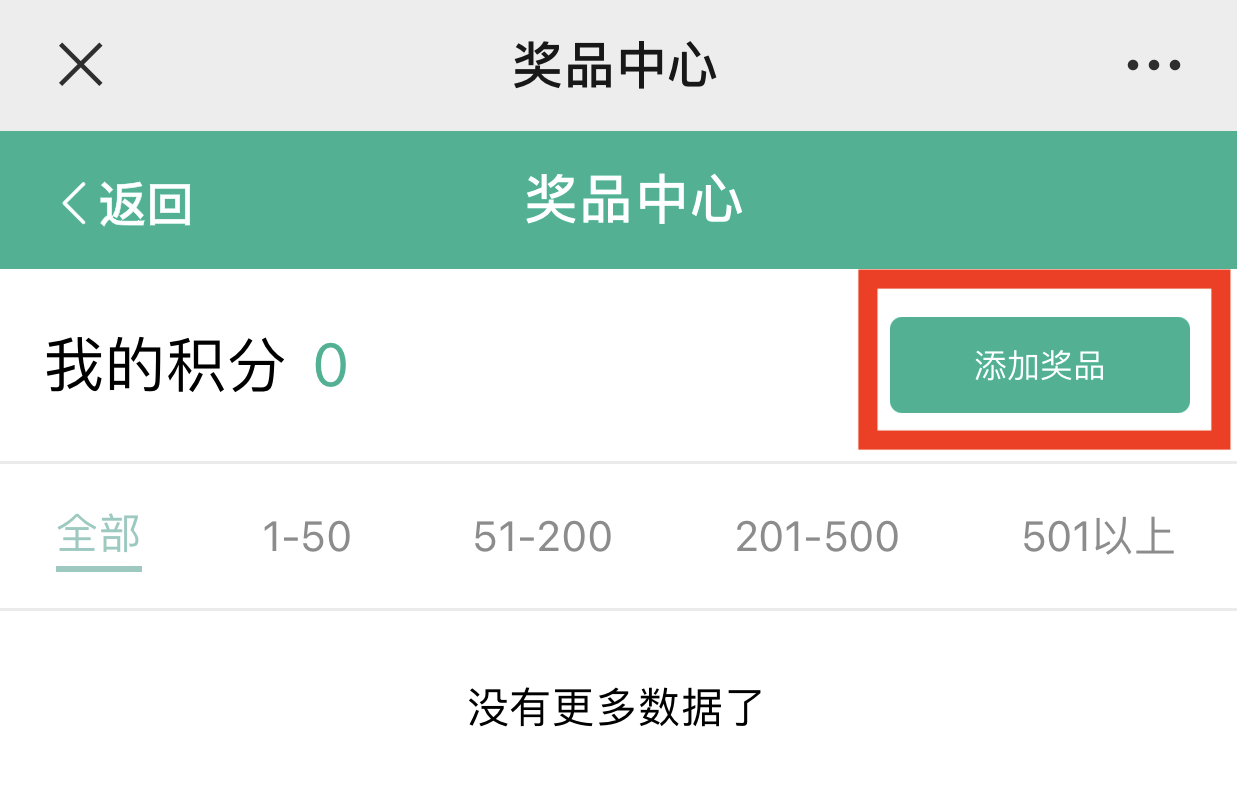 奖品中心
返回 奖品中心
我的积分 0 添加奖品
全部 1-50 51-200 201-500 501以上
没有更多数据了